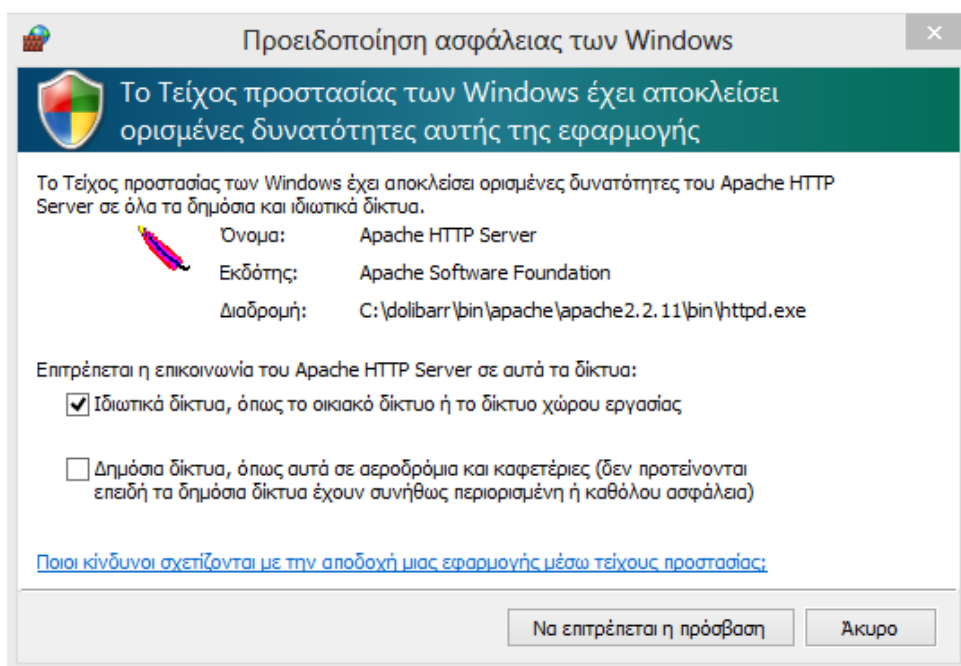 Προειδοποίηση ασφάλειας των Windows
Το Τείχος προστασίας των Windows έχει αποκλείσει
ορισμένες δυνατότητες αυτής της εφαρμογής
Το Τείχος προστασίας των Windows έχει αποκλείσει ορισμένες δυνατότητες του Apache HTTP
Server σε όλα τα δημόσια και ιδιωτικά δίκτυα.
Όνομα: Apache HTTP Server
Εκδότης: Apache Software Foundation
Διαδρομή: C:\dolibarr\bin\apache\apache2.2.11\bin\httpd.exe
Επιτρέπεται η επικοινωνία του Apache HTTP Server σε αυτά τα δίκτυα:
Ιδιωτικά δίκτυα, όπως το οικιακό δίκτυο ή το δίκτυο χώρου εργασίας
Δημόσια δίκτυα, όπως αυτά σε αεροδρόμια και καφετέριες (δεν προτείνονται
επειδή τα δημόσια δίκτυα έχουν συνήθως περιορισμένη ή καθόλου ασφάλεια)
Ποιοι κίνδυνοι σχετίζονται με την αποδοχή μιας εφαρμογής μέσω τείχους προστασίας;
Να επιτρέπεται η πρόσβαση Άκυρο